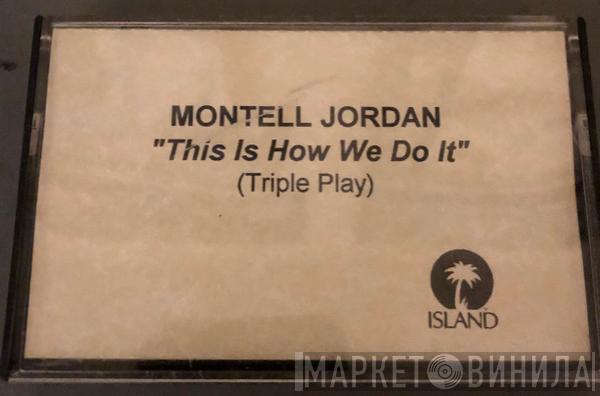 MONTELL JORDAN
"This Is How We Do It"
(Triple Play)
ISLAND
МАРКЕТ ВИНИЛА